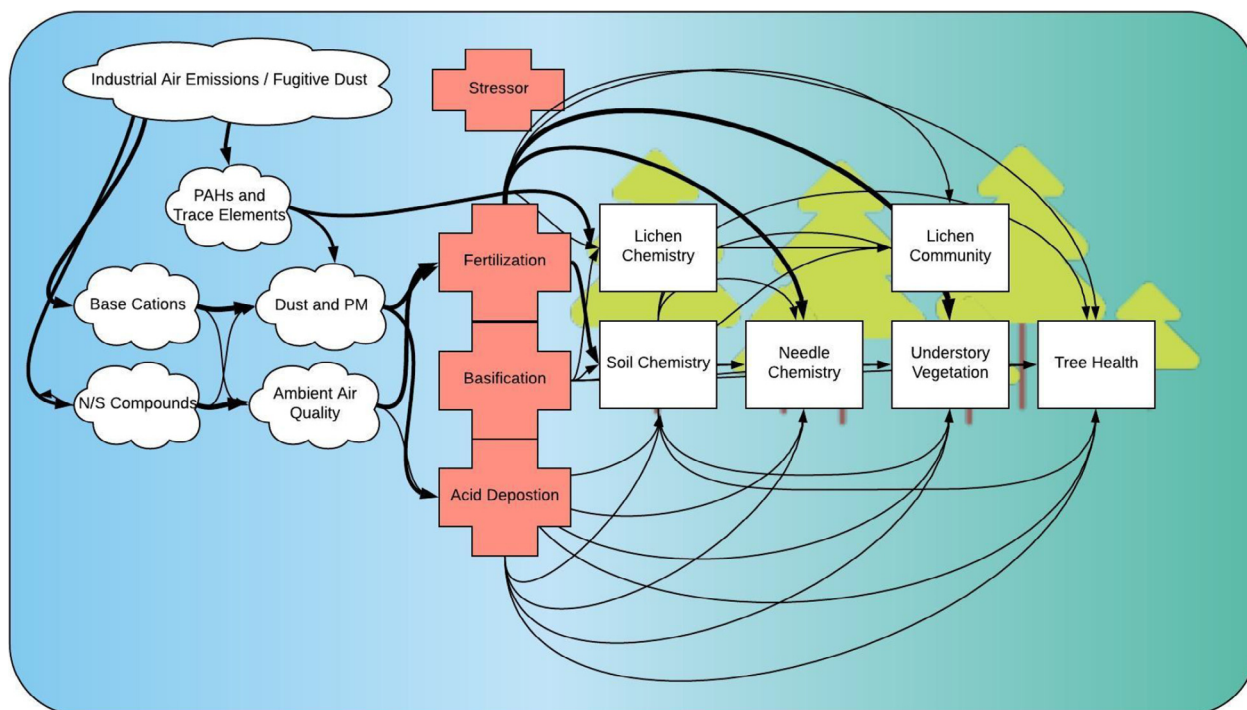 Industrial Air Emissions / Fugitive Dust
Stressor
PAHs and
Trace Elements
Fertilization
Lichen
Chemistry
Lichen
Community
Base Cations
Dust and PM
Basification
Soil Chemistry
Needle
Chemistry
Understory
Vegetation
Tree Health
N/S Compounds
Ambient Air
Quality
Acid Depostion